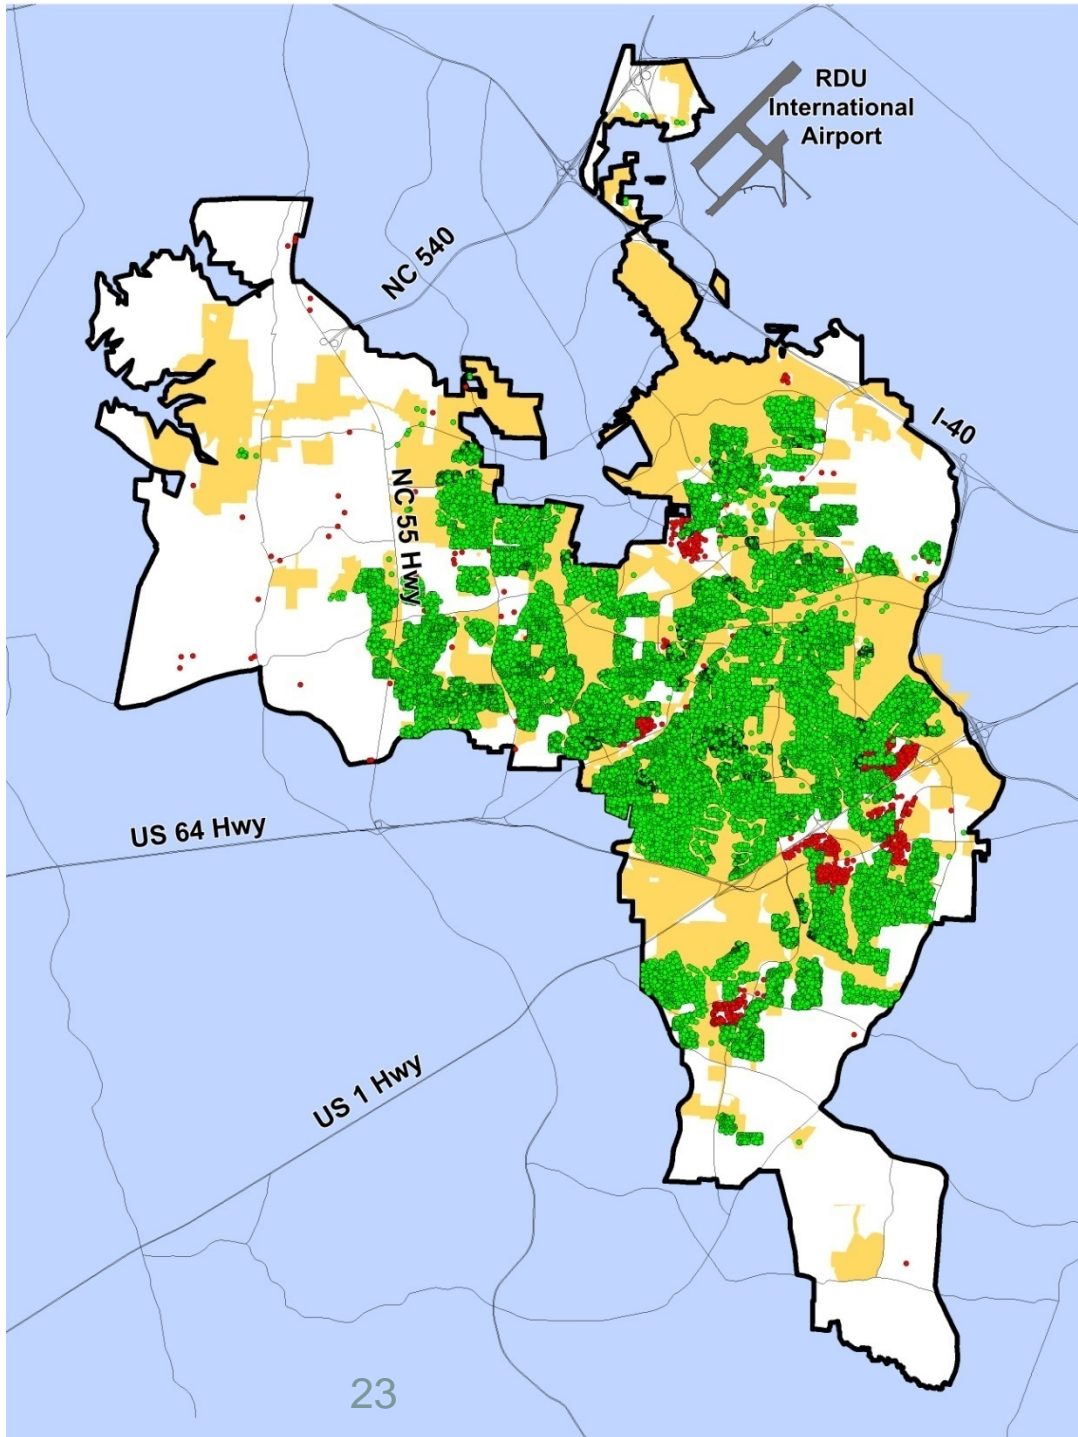 RDU
International
Airport
NC 540
I-40
NC 55 Hwy
US 64 Hwy
US 1 Hwy
23